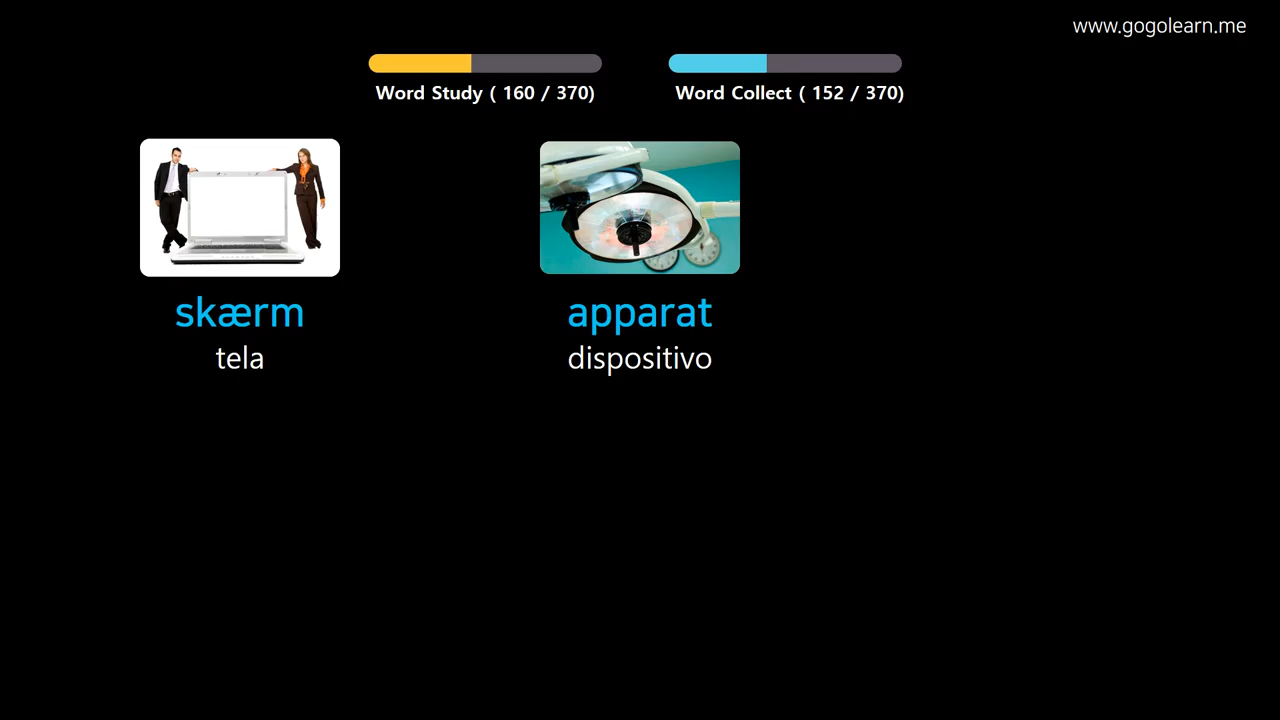 www.gogolearn.me
Word Study ( 160 / 370)
Word Collect ( 152 / 370)
skærm
tela
apparat
dispositivo